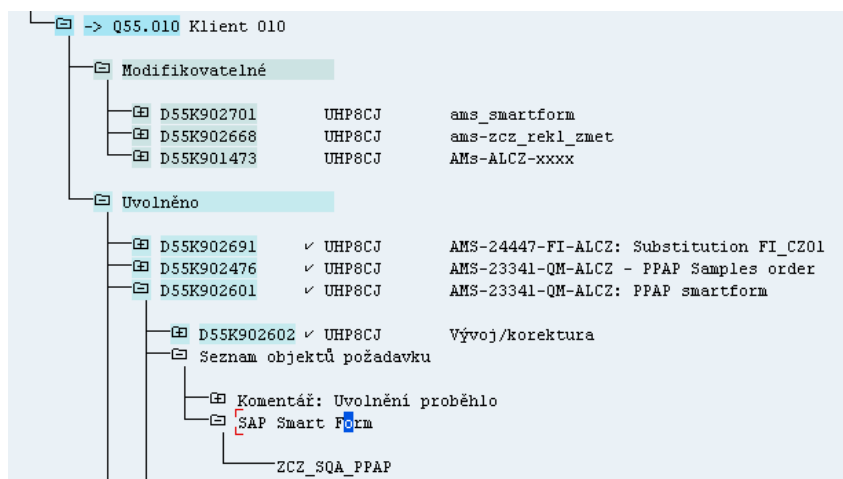 -> Q55.010 Klient 010
Modifikovatelné
D55K902701 UHP8CJ ams_smartform
D55K902668 UHP8CJ ams-zcz_rekl_zmet
D55K901473 UHP8CJ AMs-ALCZ-xxxx
Uvolněno
D55K902691 ✓ UHP8CJ AMS-24447-FI-ALCZ: Substitution FI_CZ01
D55K902476 ✓ UHP8CJ AMS-23341-QM-ALCZ - PPAP Samples order
D55K902601 ✓ UHP8CJ AMS-23341-QM-ALCZ: PPAP smartform
D55K902602 ✓ UHP8CJ Vývoj/korektura
Seznam objektů požadavku
Komentář: Uvolnění proběhlo
SAP Smart Form
ZCZ_SQA_PPAP